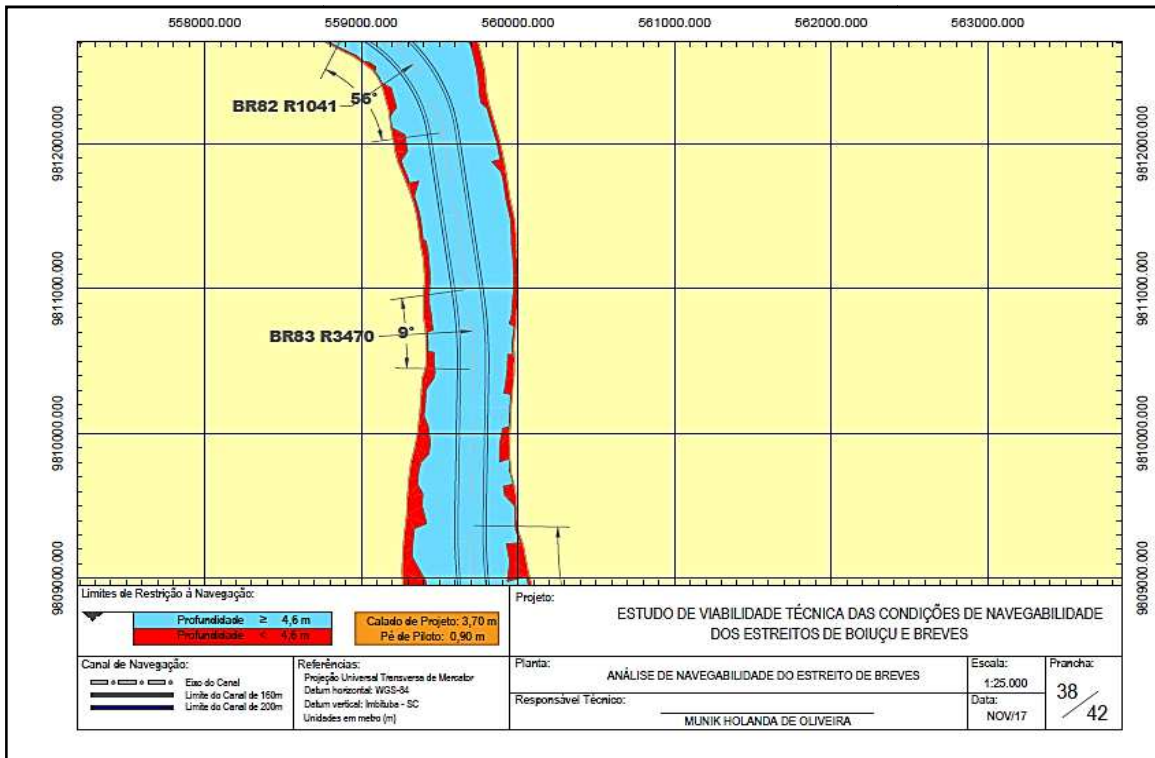 558000.000 559000.000 560000.000 561000.000 562000.000 563000.000
9812000.000 9812000.000
9811000.000 9811000.000
9810000.000 9810000.000
9809000.000 9809000.000
56°
BR82 R1041
9°
BR83 R3470
Limites de Restrição à Navegação:
Profundidade ≥ 4,6 m
Profundidade < 4,6 m
Calado de Projeto: 3,70 m
Pé de Piloto: 0,90 m
Projeto:
ESTUDO DE VIABILIDADE TÉCNICA DAS CONDIÇÕES DE NAVEGABILIDADE
DOS ESTREITOS DE BOIUÇU E BREVES
Canal de Navegação:
Eixo do Canal
Limite do Canal de 160m
Limite do Canal de 200m
Referências:
Projeção Universal Transversa de Mercator
Datum horizontal: WGS-84
Datum vertical: Imbituba - SC
Unidades em metro (m)
Planta:
ANÁLISE DE NAVEGABILIDADE DO ESTREITO DE BREVES
Responsável Técnico:
MUNIK HOLANDA DE OLIVEIRA
Escala:
1:25.000
Data:
NOV/17
Prancha:
38/42